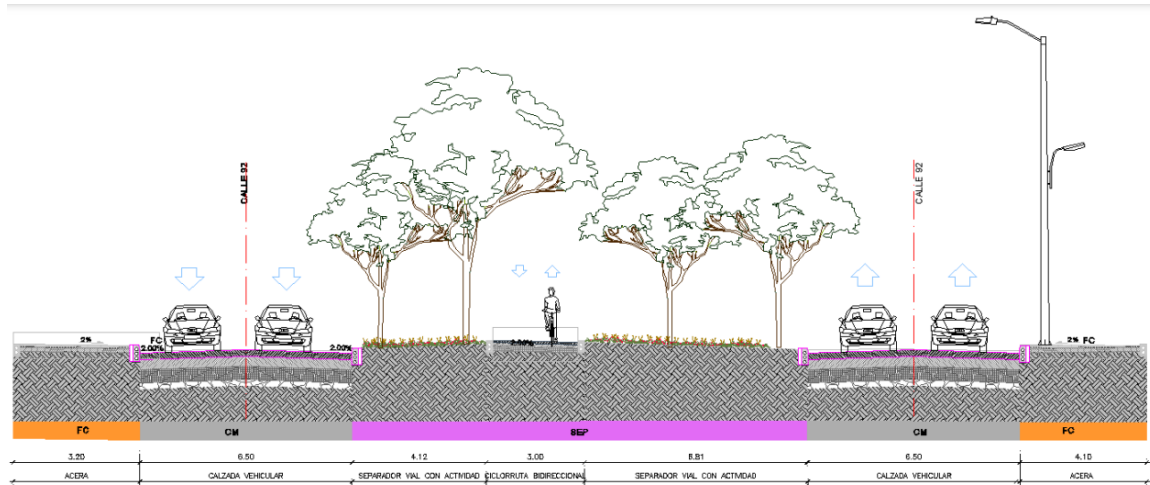 CALLE 92
CALLE 92
2%
FC
2.00%
2.00%
2.00%
2% FC
FC
CM
SEP
CM
FC
3.20
6.50
4.12
3.00
6.50
4.10
ACERA
CALZADA VEHICULAR
SEPARADOR VIAL CON ACTIVIDAD
CICLORRUTA BIDIRECCIONAL
SEPARADOR VIAL CON ACTIVIDAD
CALZADA VEHICULAR
ACERA